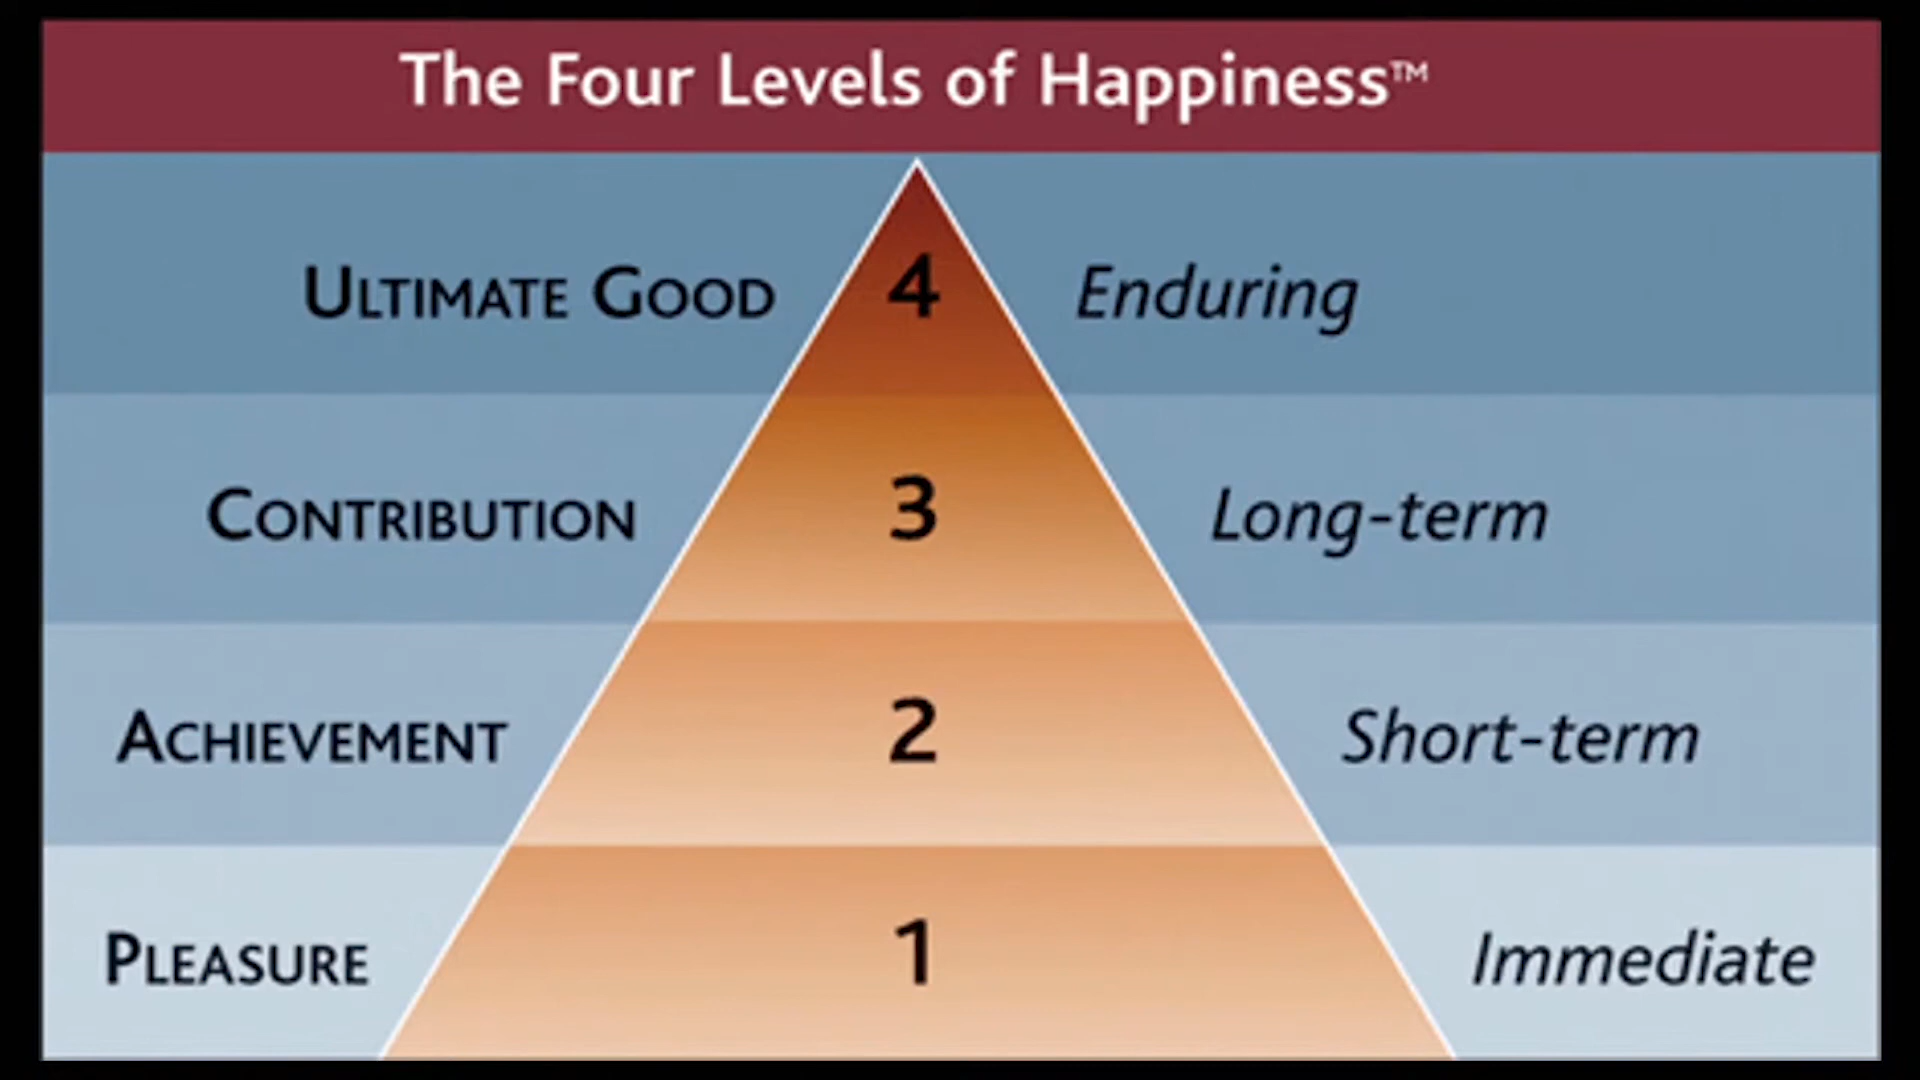 The Four Levels of Happiness™
Ultimate Good 4 Enduring
Contribution 3 Long-term
Achievement 2 Short-term
Pleasure 1 Immediate